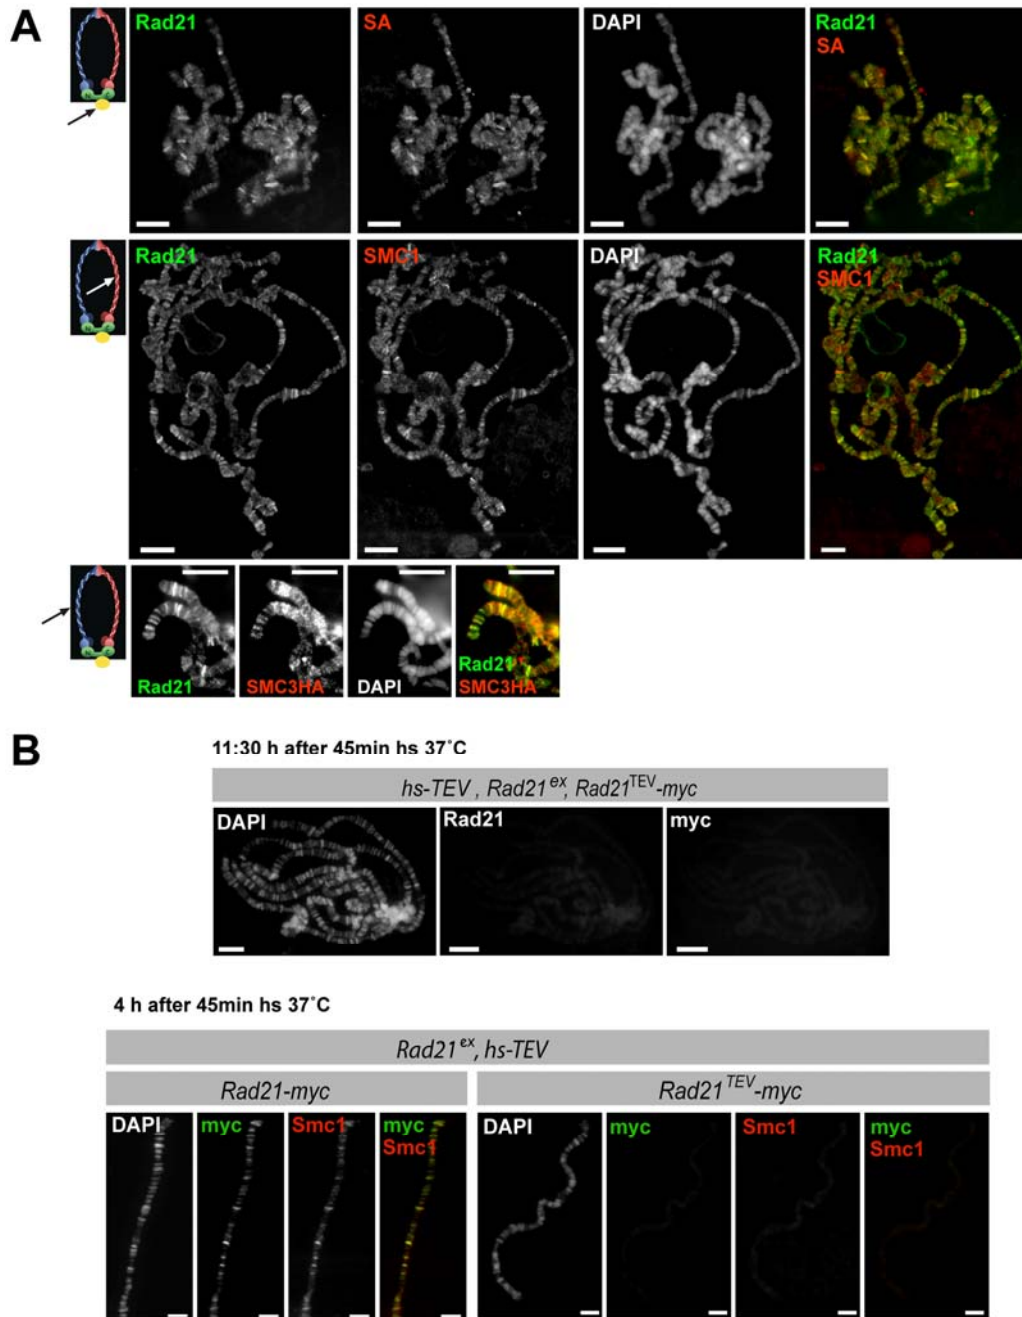 A
Rad21 SA DAPI Rad21
SA
Rad21 SMC1 DAPI Rad21
SMC1
Rad21 SMC3HA DAPI Rad21
SMC3HA
B
11:30 h after 45min hs 37˚C
hs-TEV , Rad21ex, Rad21TEV-myc
DAPI Rad21 myc
4 h after 45min hs 37˚C
Rad21ex, hs-TEV
Rad21-myc Rad21TEV-myc
DAPI myc Smc1 myc DAPI myc Smc1 myc
Smc1 Smc1